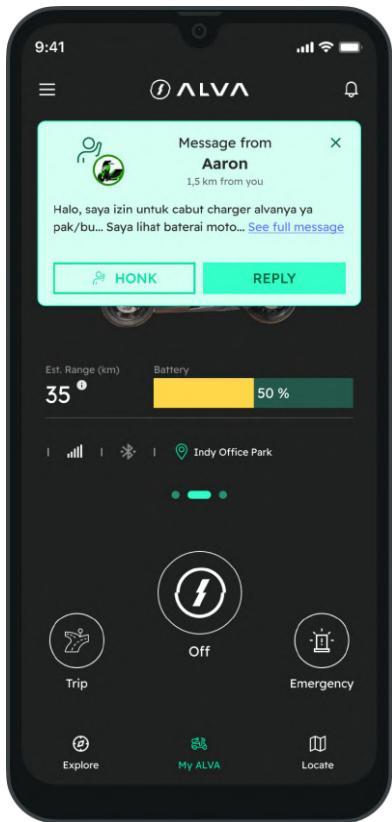 9:41
ALVA
Message from
Aaron
1,5 km from you
Halo, saya izin untuk cabut charger alvanya ya
pak/bu... Saya lihat baterai moto... See full message
HONK
REPLY
Est. Range (km)
Battery
35
50 %
Indy Office Park
Off
Trip
Emergency
Explore
My ALVA
Locate